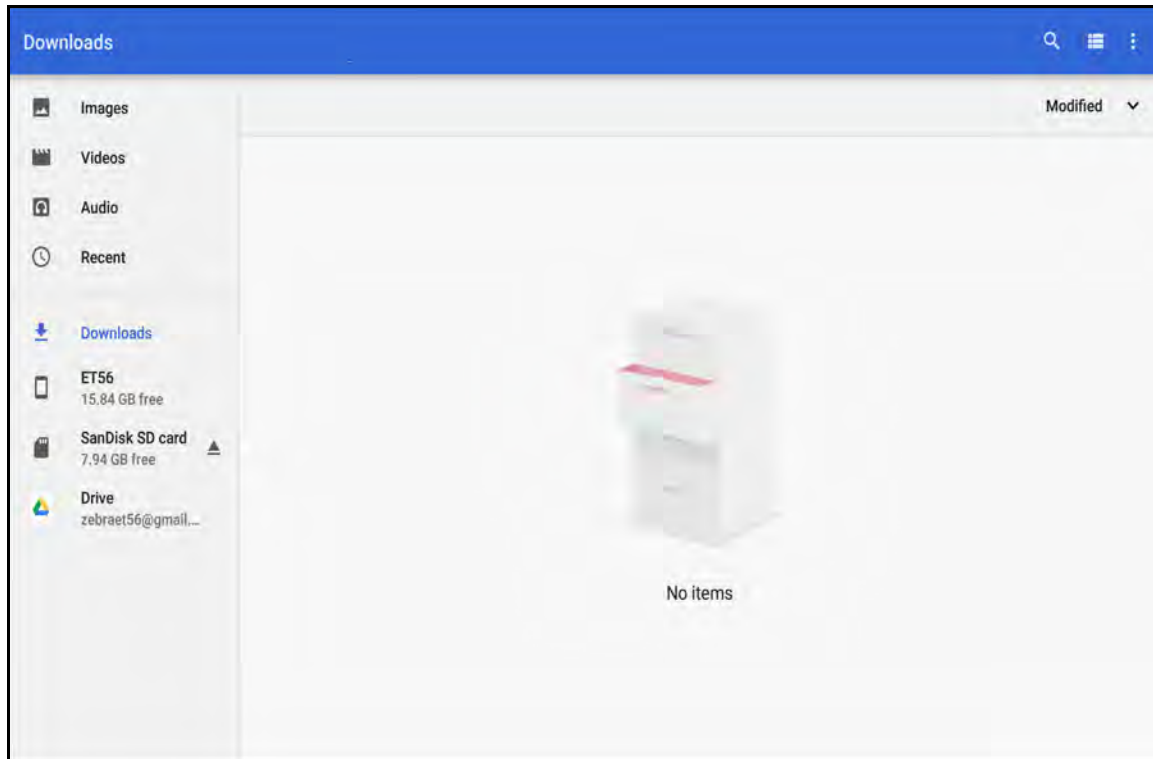 Downloads
Images
Videos
Audio
Recent
Downloads
ET56
15.84 GB free
SanDisk SD card
7.94 GB free
Drive
zebraet56@gmail....
Modified
No items